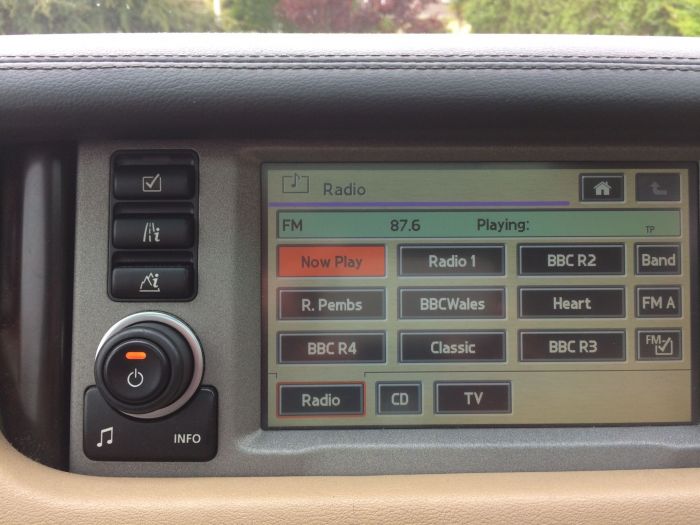 Radio
FM 87.6 Playing: TP
Now Play Radio 1 BBC R2 Band
R. Pembs BBCWales Heart FM A
BBC R4 Classic BBC R3 FM
Radio CD TV
INFO
i
i